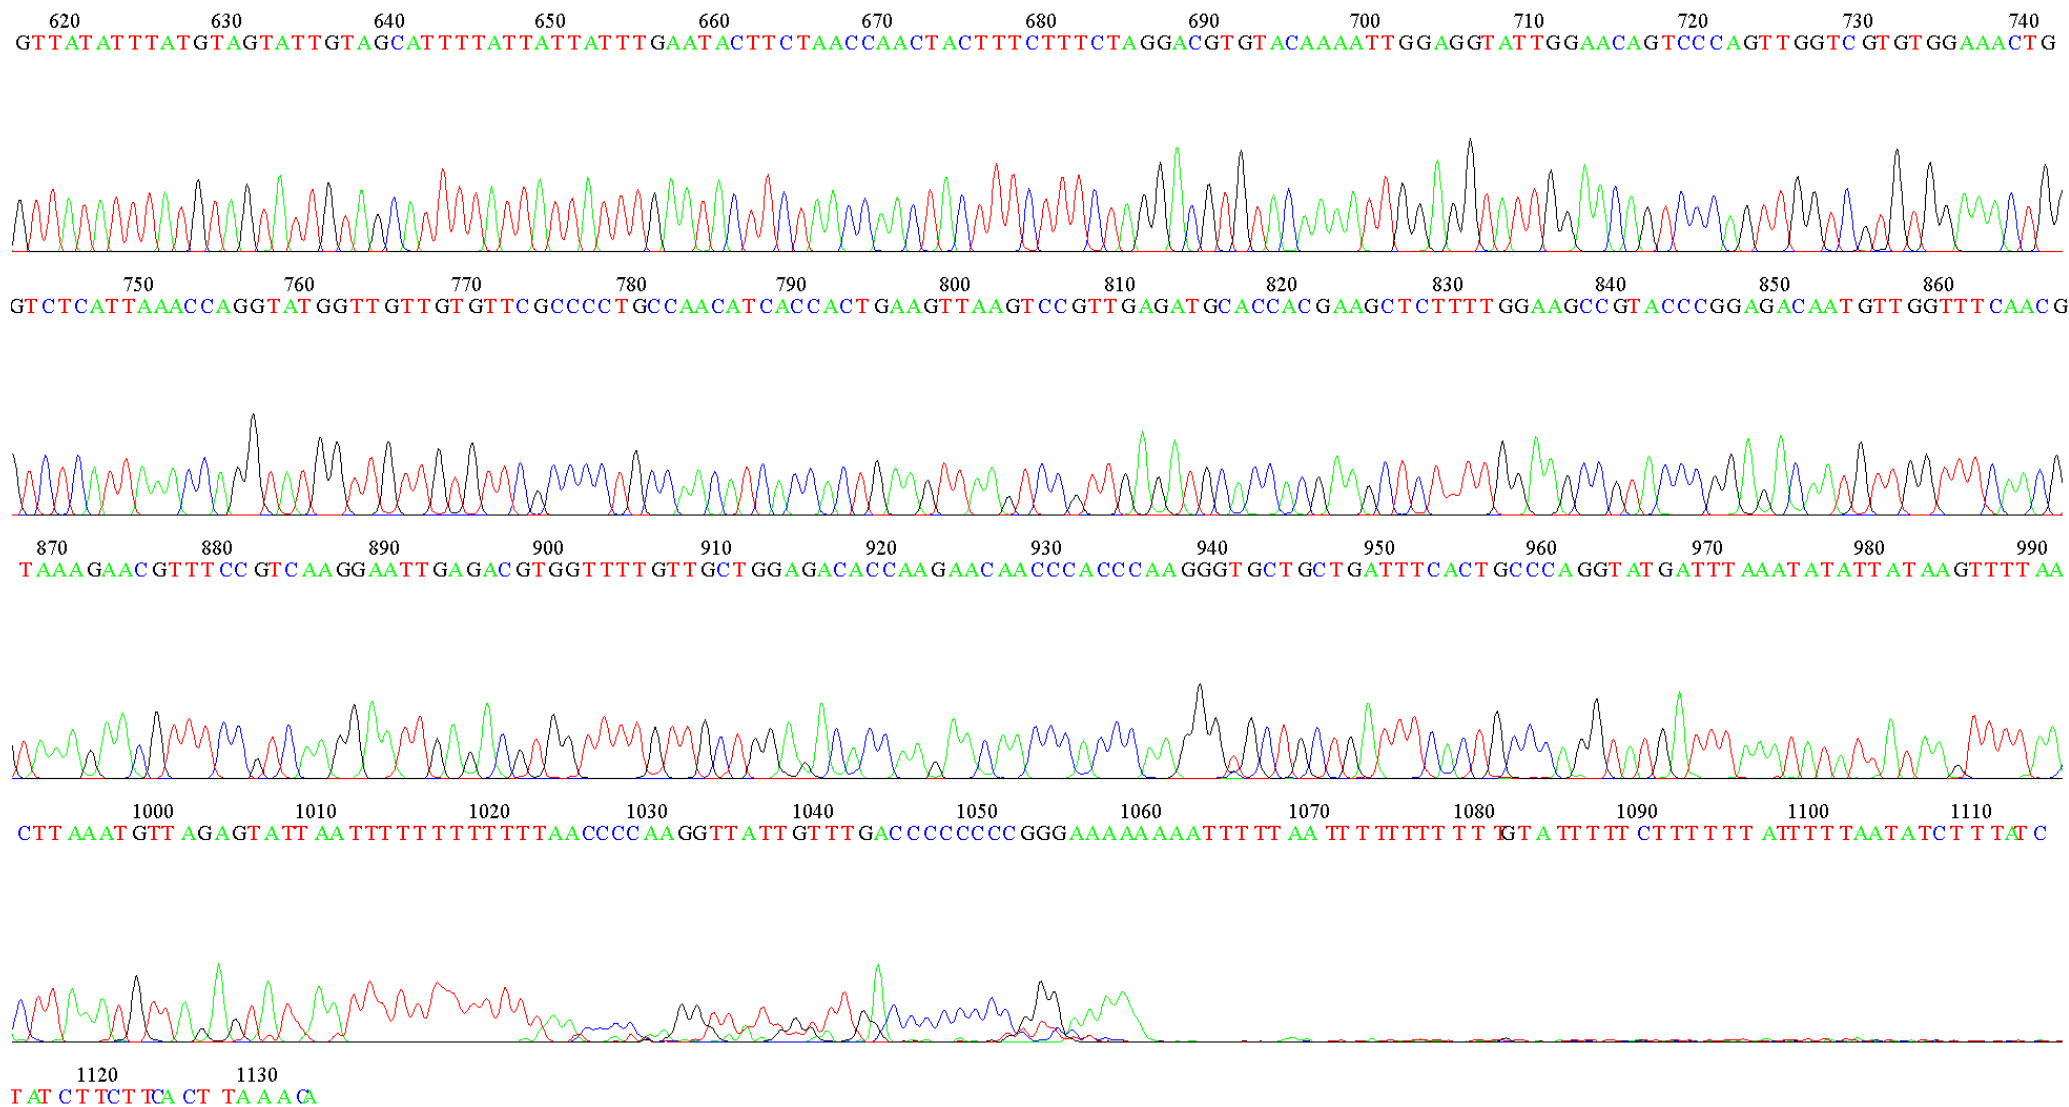 620 630 640 650 660 670 680 690 700 710 720 730 740
GTTATATTTATGTAGTATTGTAGCATTTTATTATTATTTGAATACTTCTAACCAACTACTTTCTTTCTAGGACGTGTACAAAATTGGAGGTATTGGAACAGTCCCAGTTGGTCGTGTGGAAACTG
750 760 770 780 790 800 810 820 830 840 850 860
GTCTCATTAAACCAGGTATGGTTGTTGTGTTCGCCCCTGCCAACATCACCACTGAAGTTAAGTCCGTTGAGATGCACCACGAAGCTCTTTTGGAAGCCGTACCCGGAGACAATGTTGGTTTCAACG
870 880 890 900 910 920 930 940 950 960 970 980 990
TAAAGAACGTTTCCGTCAAGGAATTGAGACGTGGTTTTGTTGCTGGAGACACCAAGAACAACCCACCCAAGGGTGCTGCTGATTTCACTGCCCAGGTATGATTTAAATATATTATAAGTTTTAA
1000 1010 1020 1030 1040 1050 1060 1070 1080 1090 1100 1110
CTTAAATGTTAGAGTATTAATTTTTTTTTTTTTAACCCCAAGGTTATTGTTTGACCCCCCCCGGGAAAAAAAATTTTTAATTTTTTTTTTTTGTATTTTTCTTTTTTATTTTTAATATCTTTATC
1120 1130
TATCTTCTTCACTTAAACA